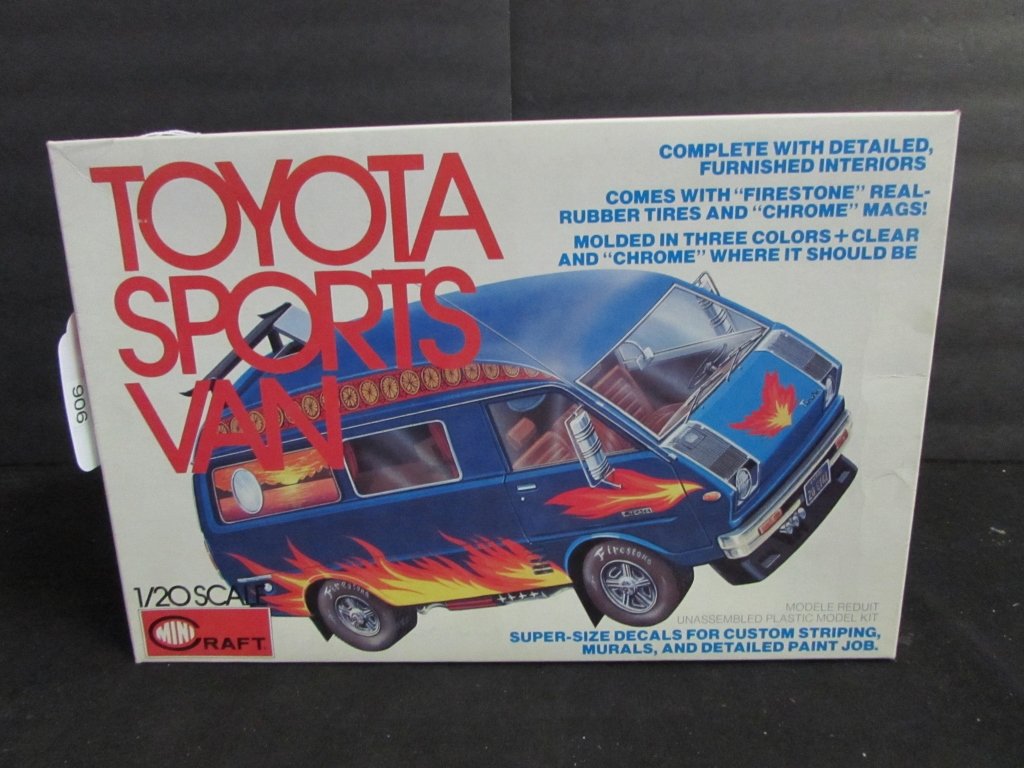 TOYOTA
SPORTS
VAN
COMPLETE WITH DETAILED,
FURNISHED INTERIORS
COMES WITH "FIRESTONE" REAL-
RUBBER TIRES AND "CHROME" MAGS!
MOLDED IN THREE COLORS + CLEAR
AND "CHROME" WHERE IT SHOULD BE
906
Firestone
Firestone
1/20 SCALE
MINI
CRAFT
MODELE REDUIT
UNASSEMBLED PLASTIC MODEL KIT
SUPER-SIZE DECALS FOR CUSTOM STRIPING,
MURALS, AND DETAILED PAINT JOB.